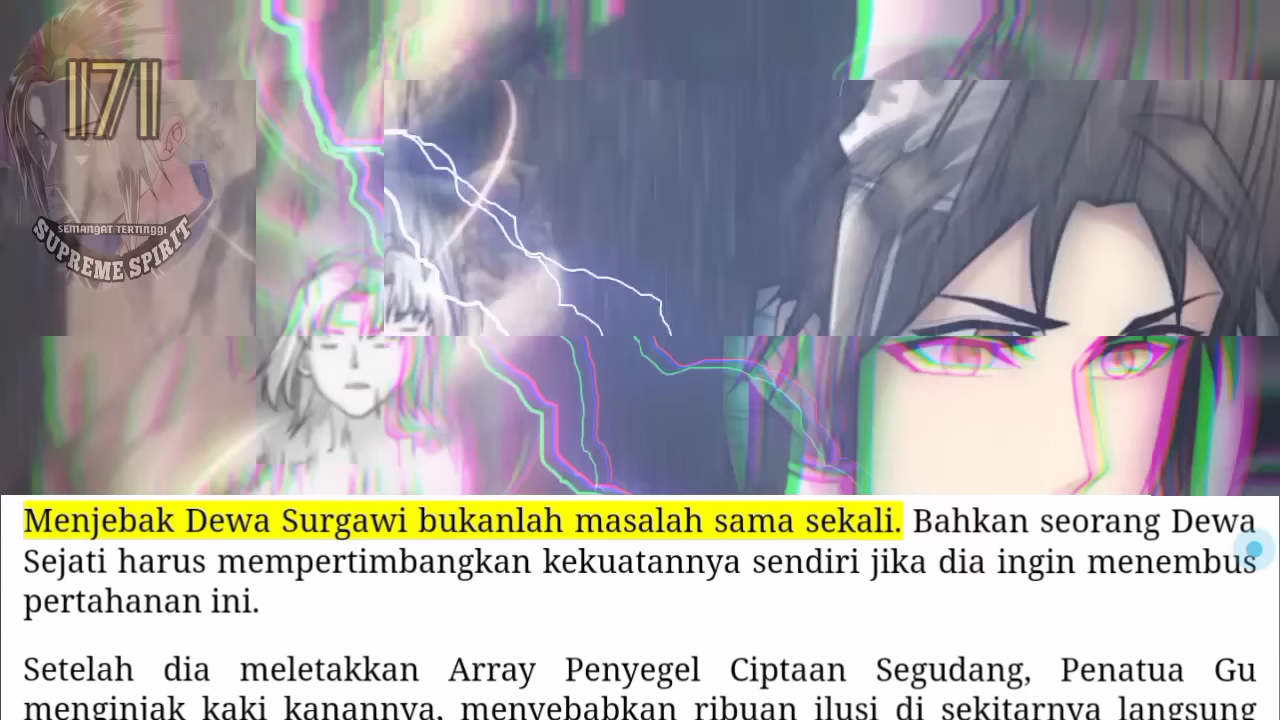 171
SEMANGAT TERTINGGI
SUPREME SPIRIT
Menjebak Dewa Surgawi bukanlah masalah sama sekali. Bahkan seorang Dewa
Sejati harus mempertimbangkan kekuatannya sendiri jika dia ingin menembus
pertahanan ini.
Setelah dia meletakkan Array Penyegel Ciptaan Segudang, Penatua Gu
menginjak kaki kanannya, menyebabkan ribuan ilusi di sekitarnya langsung